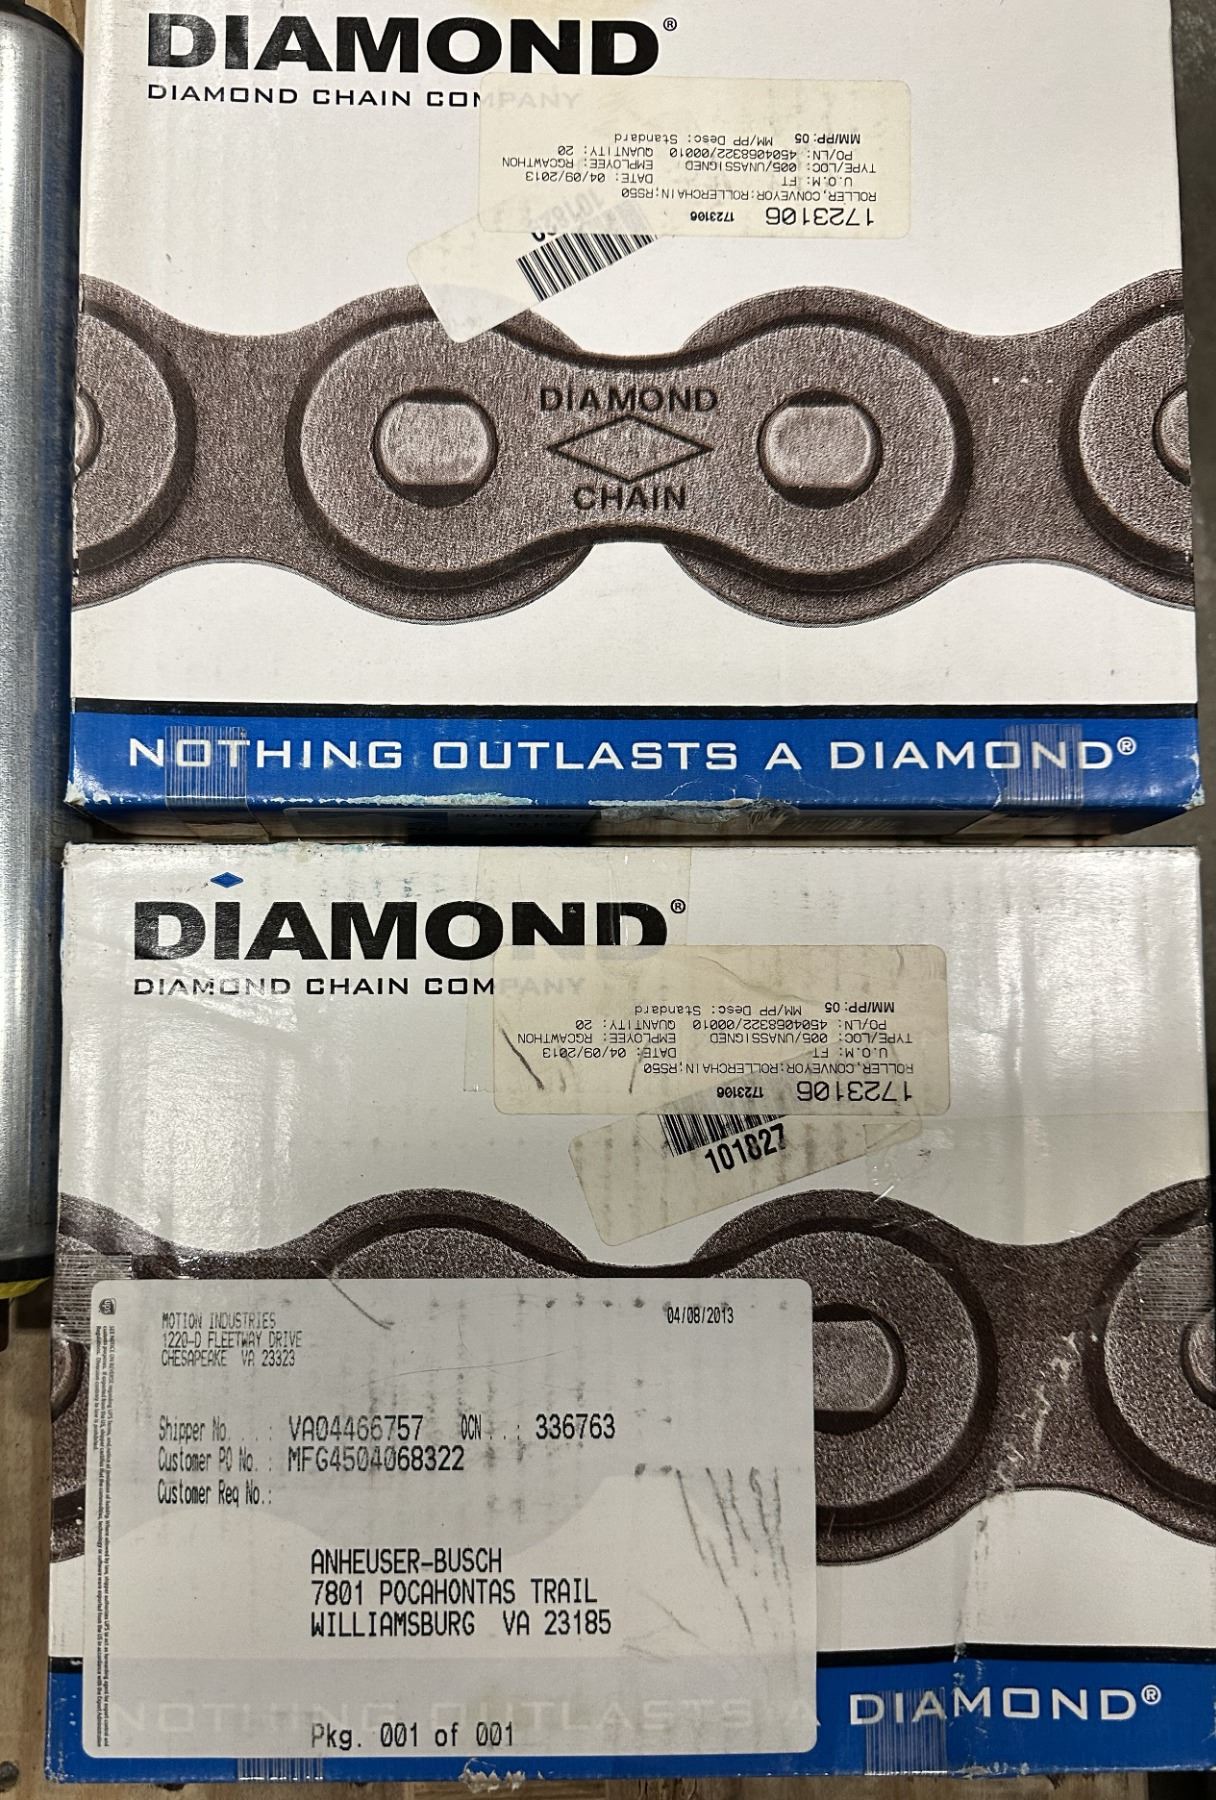 DIAMOND®
DIAMOND CHAIN COMPANY
1723106 1723106
ROLLER, CONVEYOR:ROLLERCHAIN;RS50
U.O.M: FT DATE: 04/09/2013
TYPE/LOC: 005/UNASSIGNED EMPLOYEE: RGCAWTHON
PO/LN: 4504068322/00010 QUANTITY: 20
MM/PP: 05 MM/PP Desc: Standard
DIAMOND
CHAIN
NOTHING OUTLASTS A DIAMOND®
DIAMOND®
DIAMOND CHAIN COMPANY
1723106 1723106
ROLLER, CONVEYOR:ROLLERCHAIN;RS50
U.O.M: FT DATE: 04/09/2013
TYPE/LOC: 005/UNASSIGNED EMPLOYEE: RGCAWTHON
PO/LN: 4504068322/00010 QUANTITY: 20
MM/PP: 05 MM/PP Desc: Standard
101827
MOTION INDUSTRIES 04/08/2013
1220-D FLEETWAY DRIVE
CHESAPEAKE VA 23323
Shipper No. ...: VA04466757 OCN...: 336763
Customer PO No. : MFG4504068322
Customer Req No.:
ANHEUSER-BUSCH
7801 POCAHONTAS TRAIL
WILLIAMSBURG VA 23185
Pkg. 001 of 001
NOTHING OUTLASTS A DIAMOND®